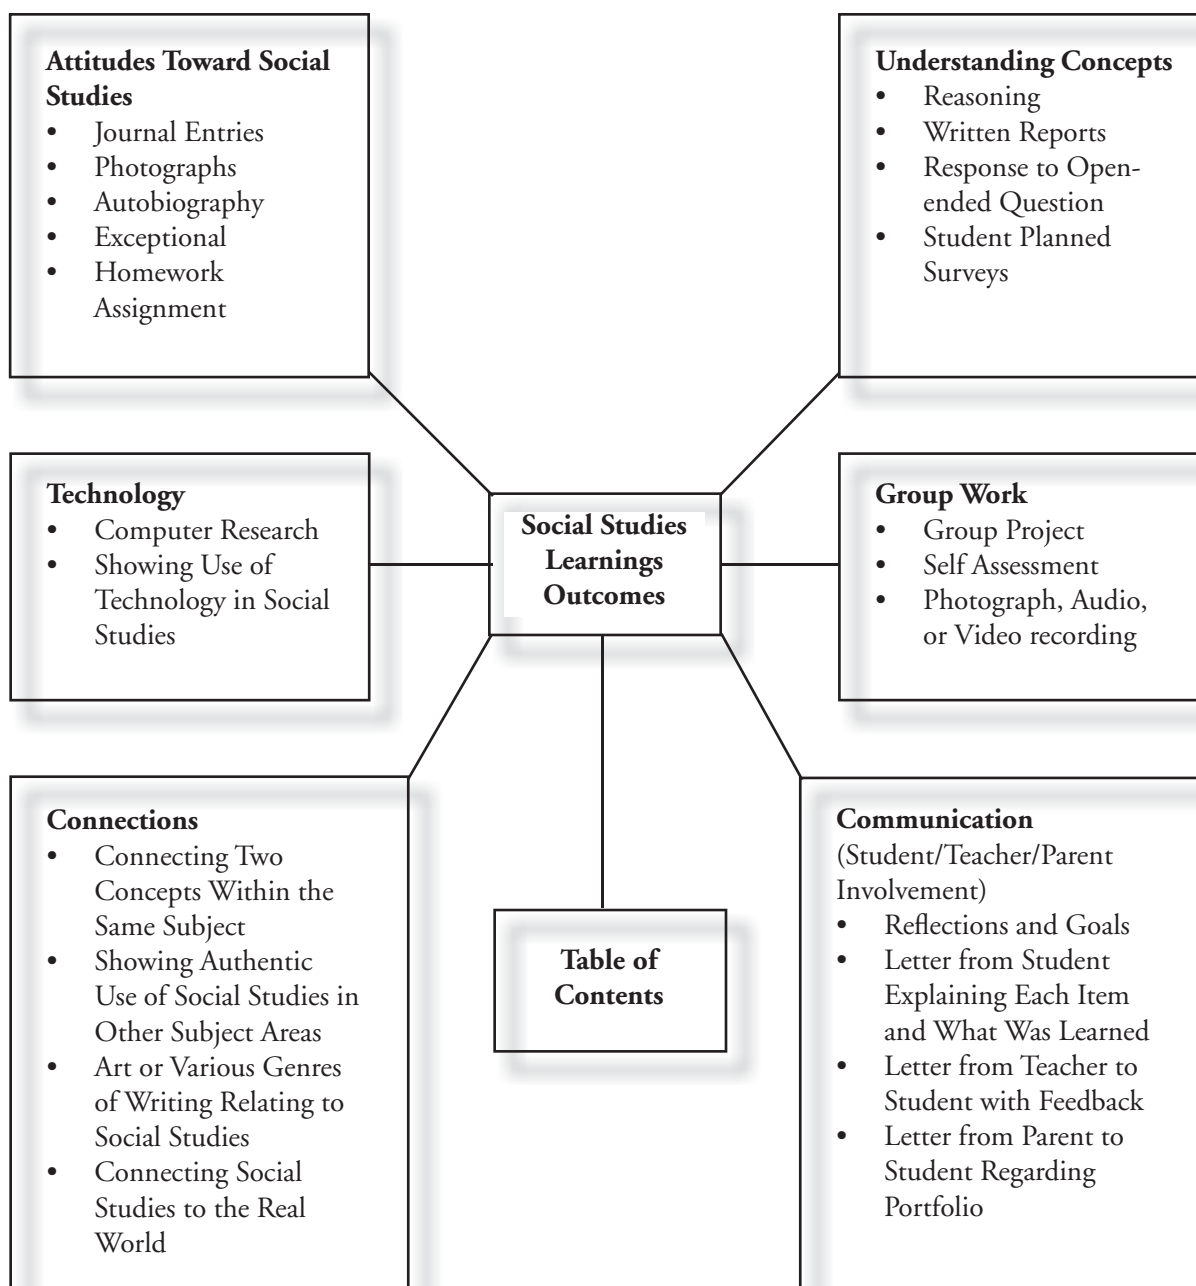 Attitudes Toward Social
Studies
• Journal Entries
• Photographs
• Autobiography
• Exceptional
• Homework
Assignment
Understanding Concepts
• Reasoning
• Written Reports
• Response to Open-
ended Question
• Student Planned
Surveys
Technology
• Computer Research
• Showing Use of
Technology in Social
Studies
Social Studies
Learnings
Outcomes
Group Work
• Group Project
• Self Assessment
• Photograph, Audio,
or Video recording
Connections
• Connecting Two
Concepts Within the
Same Subject
• Showing Authentic
Use of Social Studies in
Other Subject Areas
• Art or Various Genres
of Writing Relating to
Social Studies
• Connecting Social
Studies to the Real
World
Table of
Contents
Communication
(Student/Teacher/Parent
Involvement)
• Reflections and Goals
• Letter from Student
Explaining Each Item
and What Was Learned
• Letter from Teacher to
Student with Feedback
• Letter from Parent to
Student Regarding
Portfolio